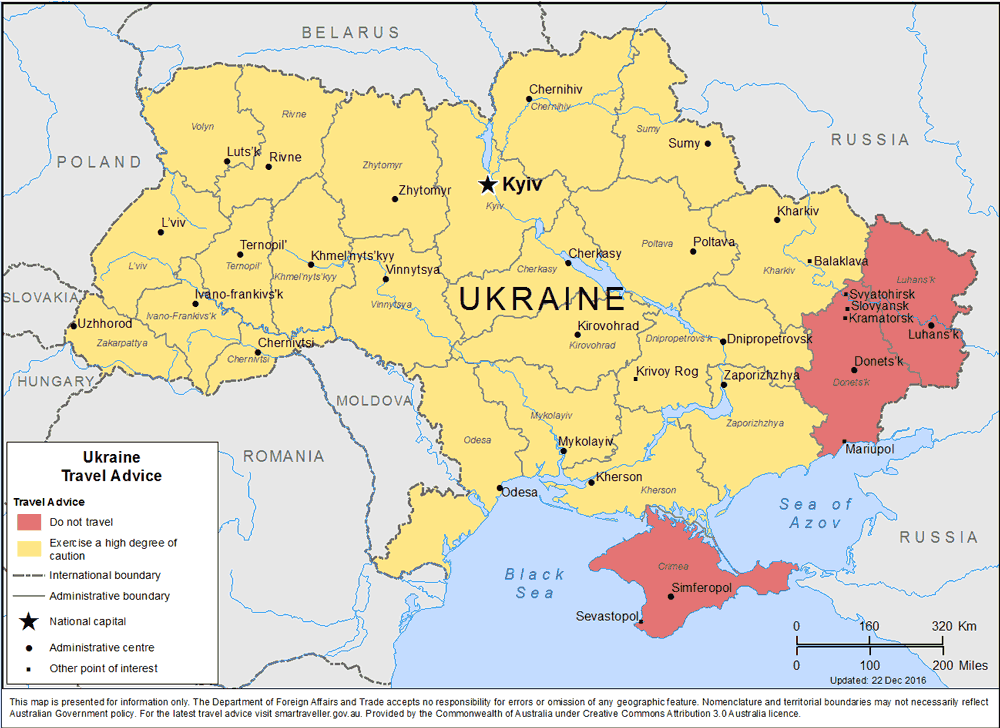 BELARUS
Chernihiv
Chernihiv
Volyn
Rivne
Sumy
RUSSIA
Luts'k
Rivne
Sumy
POLAND
Zhytomyr
Zhytomyr
Kyiv
Kyiv
Kharkiv
L'viv
Ternopil'
Khmel'nyts'kyy
Cherkasy
Poltava
Poltava
Balaklava
L'viv
Ternopil'
Khmel'nyts'kyy
Vinnytsya
Cherkasy
Kharkiv
Luhans'k
SLOVAKIA
Ivano-frankivs'k
Vinnytsya
UKRAINE
Svyatohirsk
Slovyansk
Kramatorsk
Ivano-Frankivs'k
Uzhhorod
Kirovohrad
Luhans'k
Zakarpattya
Chernivtsi
Kirovohrad
Dnipropetrovs'k
Dnipropetrovsk
Chernivtsi
Donets'k
HUNGARY
Krivoy Rog
Zaporizhzhya
Donets'k
MOLDOVA
Mykolayiv
Zaporizhzhya
Odesa
Mykolayiv
Mariupol
ROMANIA
Kherson
Odesa
Kherson
Sea of
Azov
RUSSIA
Black
Sea
Crimea
Simferopol
Sevastopol
Ukraine
Travel Advice
Travel Advice
Do not travel
Exercise a high degree of
caution
International boundary
Administrative boundary
National capital
Administrative centre
Other point of interest
0 160 320 Km
0 100 200 Miles
Updated: 22 Dec 2016
This map is presented for information only. The Department of Foreign Affairs and Trade accepts no responsibility for errors or omission of any geographic feature. Nomenclature and territorial boundaries may not necessarily reflect
Australian Government policy. For the latest travel advice visit smartraveller.gov.au. Provided by the Commonwealth of Australia under Creative Commons Attribution 3.0 Australia licence.